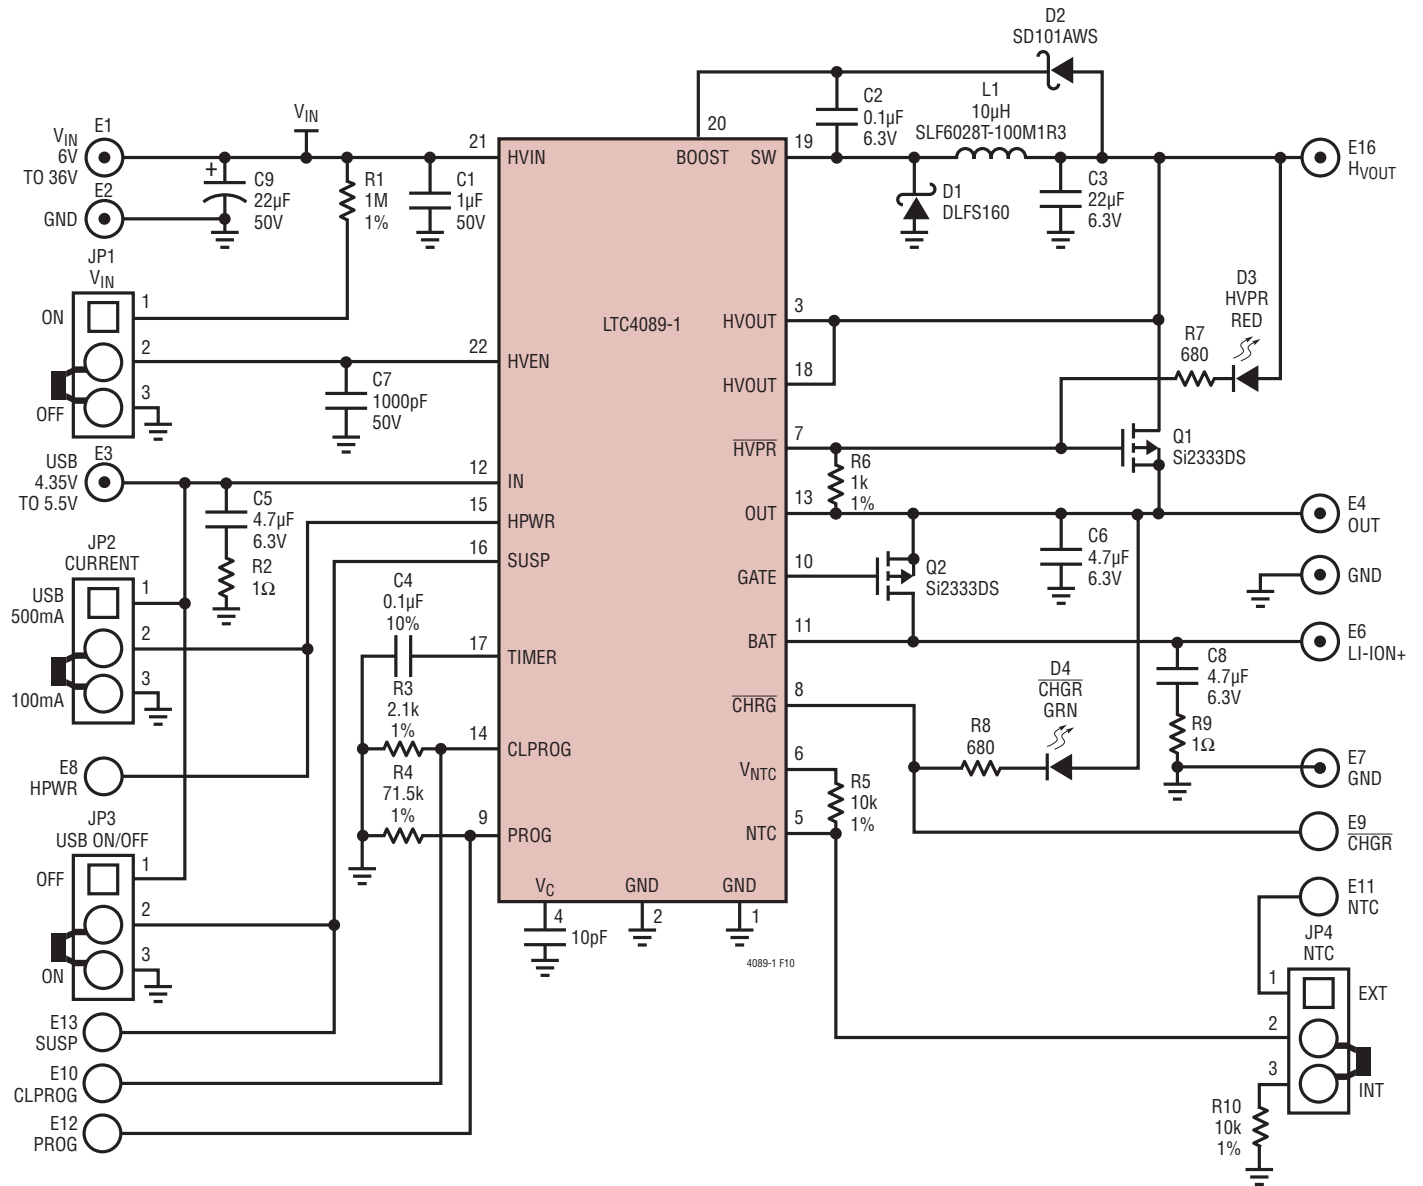 D2
SD101AWS
L1
10µH
SLF6028T-100M1R3
C2
0.1µF
6.3V
VIN
6V
TO 36V
E1
VIN
21
HVIN
20
BOOST
SW
19
E16
HVOUT
C9
22µF
50V
+
R1
1M
1%
C1
1µF
50V
D1
DLFS160
C3
22µF
6.3V
E2
GND
JP1
VIN
ON
1
2
3
OFF
22
HVEN
C7
1000pF
50V
LTC4089-1
HVOUT
3
HVOUT
18
D3
HVPR
RED
R7
680
HVPR
7
Q1
Si2333DS
R6
1k
1%
USB
4.35V
TO 5.5V
E3
12
IN
15
HPWR
16
SUSP
C5
4.7µF
6.3V
R2
1Ω
OUT
13
E4
OUT
C6
4.7µF
6.3V
GATE
10
Q2
Si2333DS
GND
JP2
CURRENT
USB
500mA
1
2
3
100mA
C4
0.1µF
10%
17
TIMER
BAT
11
E6
LI-ION+
C8
4.7µF
6.3V
R9
1Ω
R3
2.1k
1%
14
CLPROG
CHRG
8
D4
CHGR
GRN
R8
680
E7
GND
E8
HPWR
R4
71.5k
1%
9
PROG
VNTC
6
R5
10k
1%
NTC
5
E9
CHGR
JP3
USB ON/OFF
OFF
1
2
3
ON
VC
4
10pF
GND
2
GND
1
4089-1 F10
E11
NTC
JP4
NTC
1
EXT
2
3
INT
R10
10k
1%
E13
SUSP
E10
CLPROG
E12
PROG